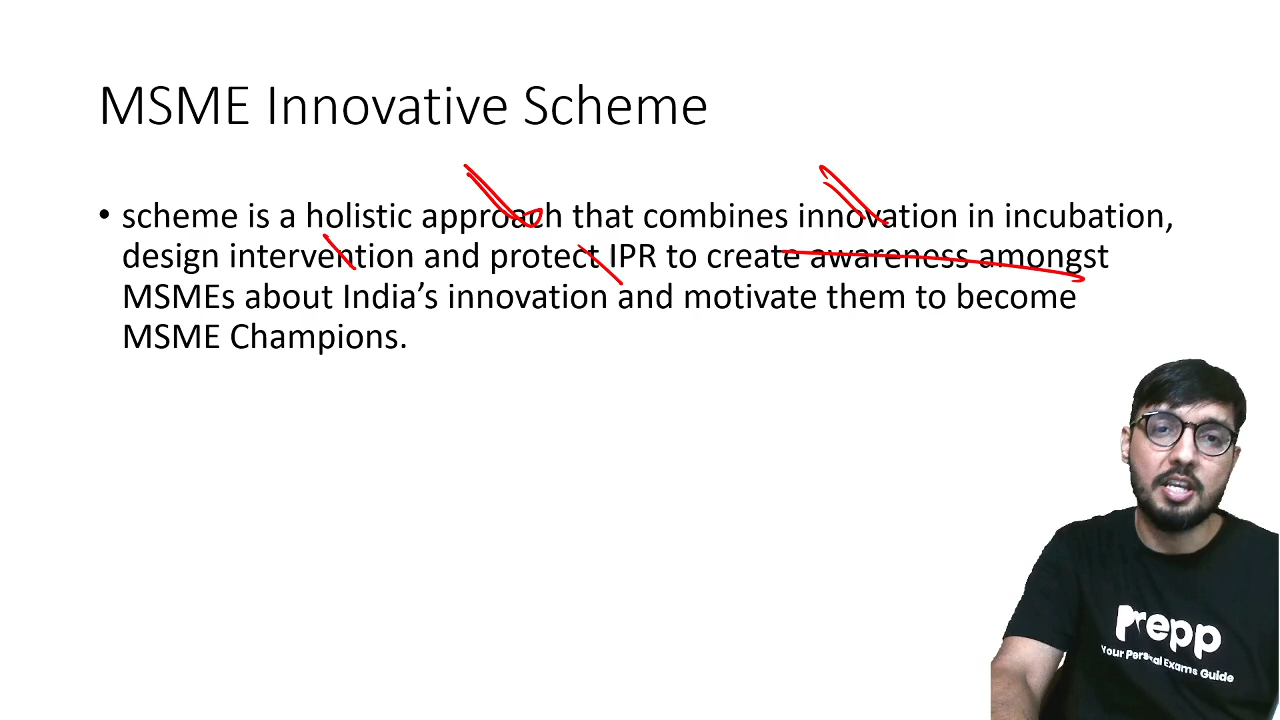 MSME Innovative Scheme
• scheme is a holistic approach that combines innovation in incubation,
design intervention and protect IPR to create awareness amongst
MSMEs about India’s innovation and motivate them to become
MSME Champions.
Prepp
Your Personal Exams Guide